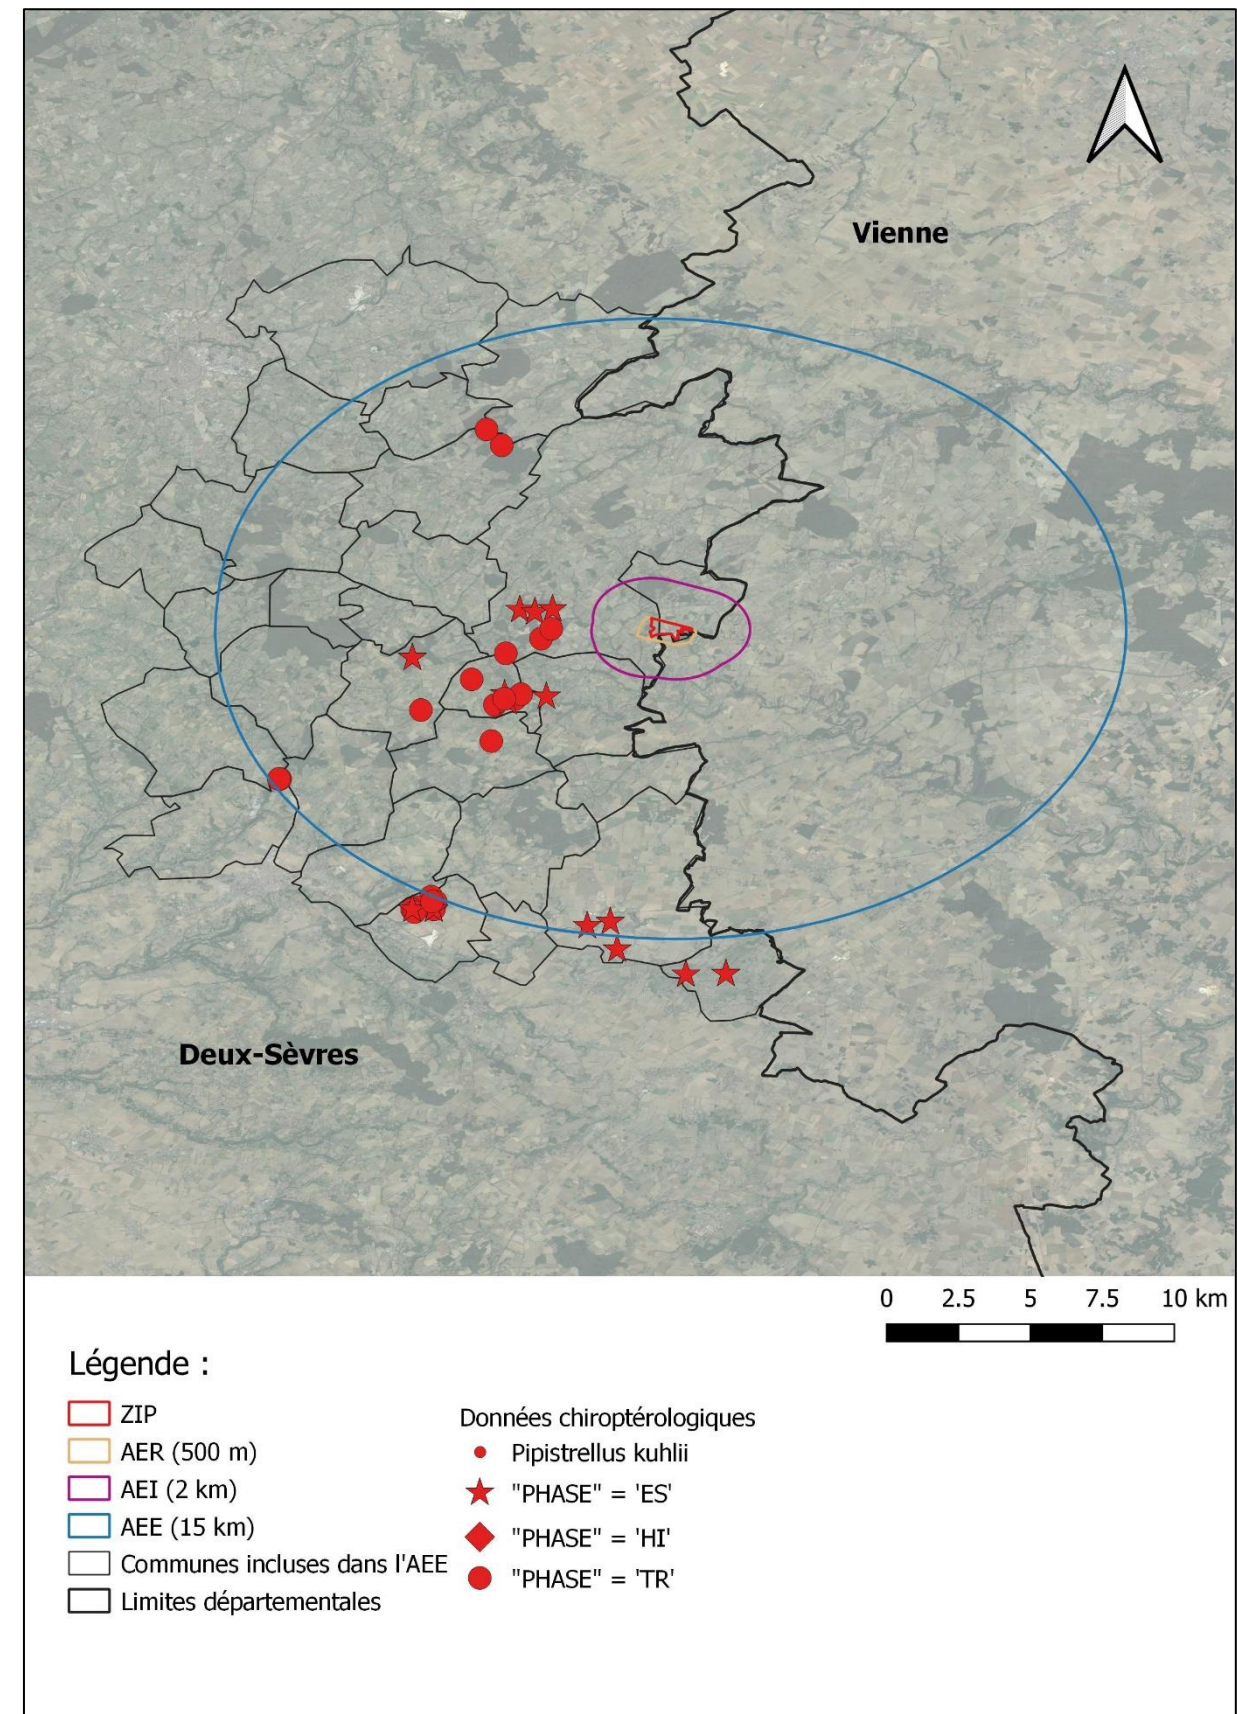 Vienne
Deux-Sèvres
0 2.5 5 7.5 10 km
Légende :
ZIP
AER (500 m)
AEI (2 km)
AEE (15 km)
Communes incluses dans l'AEE
Limites départementales
Données chiroptérologiques
Pipistrellus kuhlii
"PHASE" = 'ES'
"PHASE" = 'HI'
"PHASE" = 'TR'